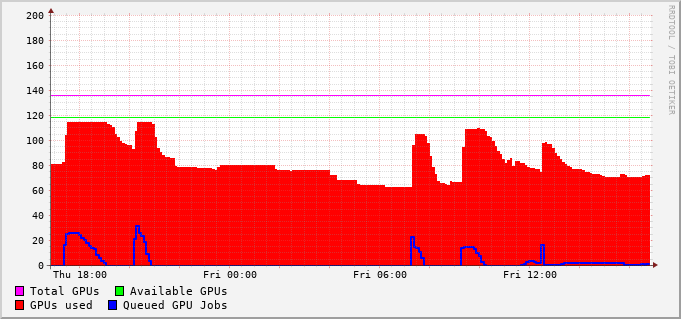 200
180
160
140
120
100
80
60
40
20
0
Thu 18:00 Fri 00:00 Fri 06:00 Fri 12:00
Total GPUs Available GPUs
GPUs used Queued GPU Jobs
RRDTOOL / TOBI OETIKER